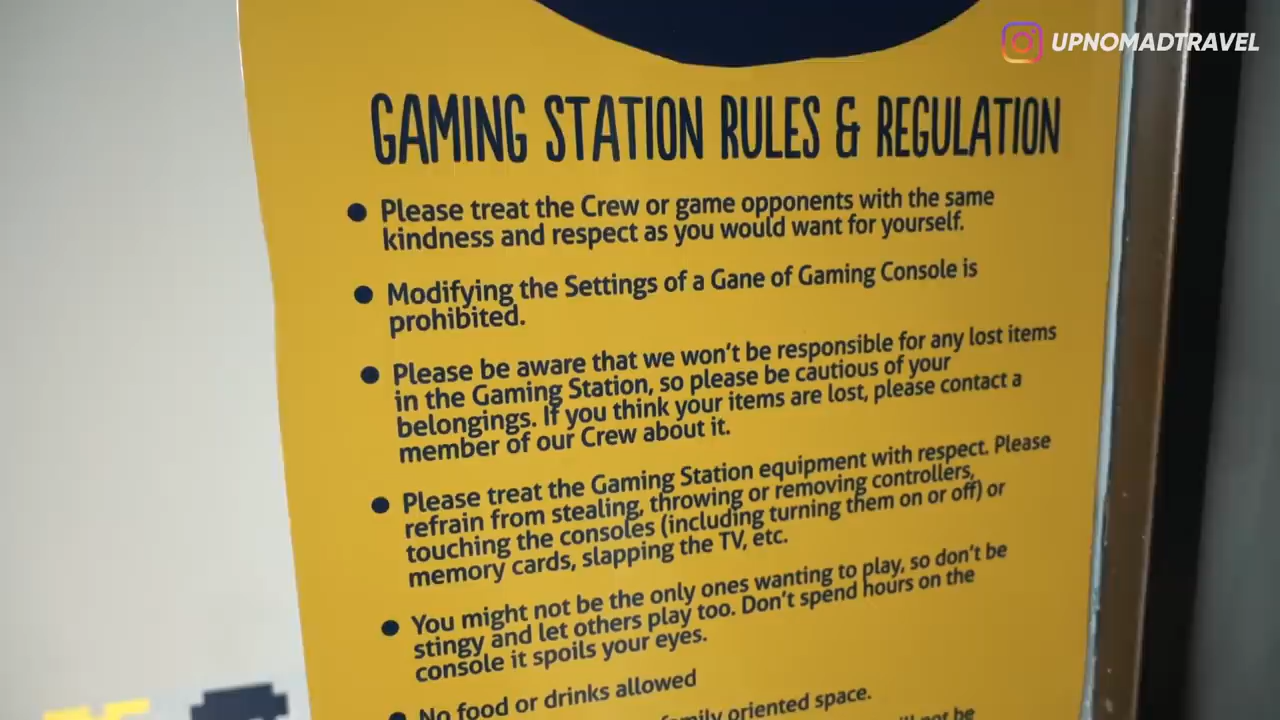 UPNOMADTRAVEL
GAMING STATION RULES & REGULATION
● Please treat the Crew or game opponents with the same
kindness and respect as you would want for yourself.
● Modifying the Settings of a Gane of Gaming Console is
prohibited.
● Please be aware that we won't be responsible for any lost items
in the Gaming Station, so please be cautious of your
belongings. If you think your items are lost, please contact a
member of our Crew about it.
● Please treat the Gaming Station equipment with respect. Please
refrain from stealing, throwing or removing controllers,
touching the consoles (including turning them on or off) or
memory cards, slapping the TV, etc.
● You might not be the only ones wanting to play, so don't be
stingy and let others play too. Don't spend hours on the
console it spoils your eyes.
● No food or drinks allowed
family oriented space.
not be